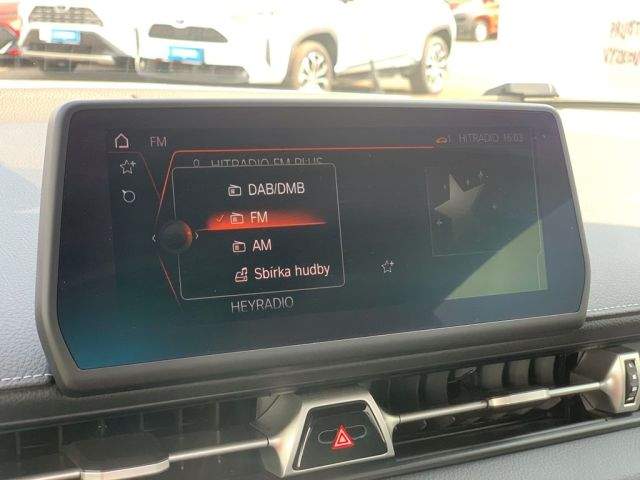 FM
HITRADIO 16:03
HITRADIO FM PLUS
DAB/DMB
FM
AM
Sbírka hudby
HEYRADIO